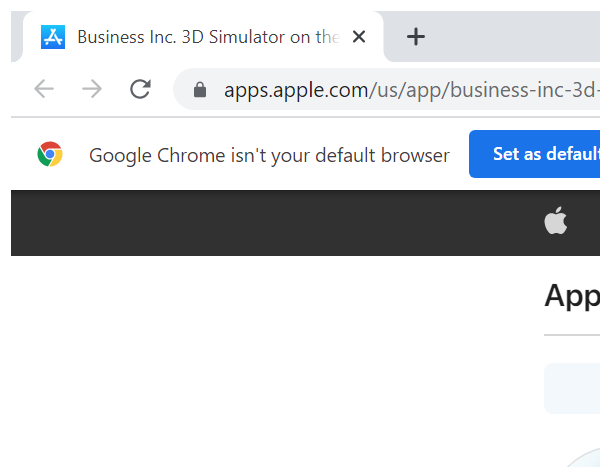 Business Inc. 3D Simulator on the
apps.apple.com/us/app/business-inc-3d-
Google Chrome isn't your default browser
Set as default
App